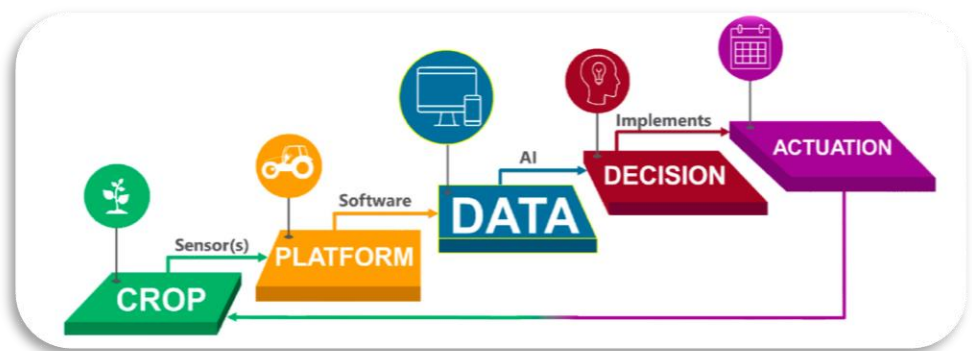 CROP
Sensor(s)
PLATFORM
Software
DATA
AI
DECISION
Implements
ACTUATION